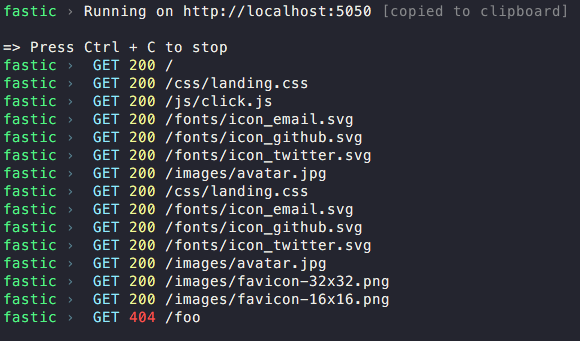 fastic › Running on http://localhost:5050 [copied to clipboard]
=> Press Ctrl + C to stop
fastic › GET 200 /
fastic › GET 200 /css/landing.css
fastic › GET 200 /js/click.js
fastic › GET 200 /fonts/icon_email.svg
fastic › GET 200 /fonts/icon_github.svg
fastic › GET 200 /fonts/icon_twitter.svg
fastic › GET 200 /images/avatar.jpg
fastic › GET 200 /css/landing.css
fastic › GET 200 /fonts/icon_email.svg
fastic › GET 200 /fonts/icon_github.svg
fastic › GET 200 /fonts/icon_twitter.svg
fastic › GET 200 /images/avatar.jpg
fastic › GET 200 /images/favicon-32x32.png
fastic › GET 200 /images/favicon-16x16.png
fastic › GET 404 /foo